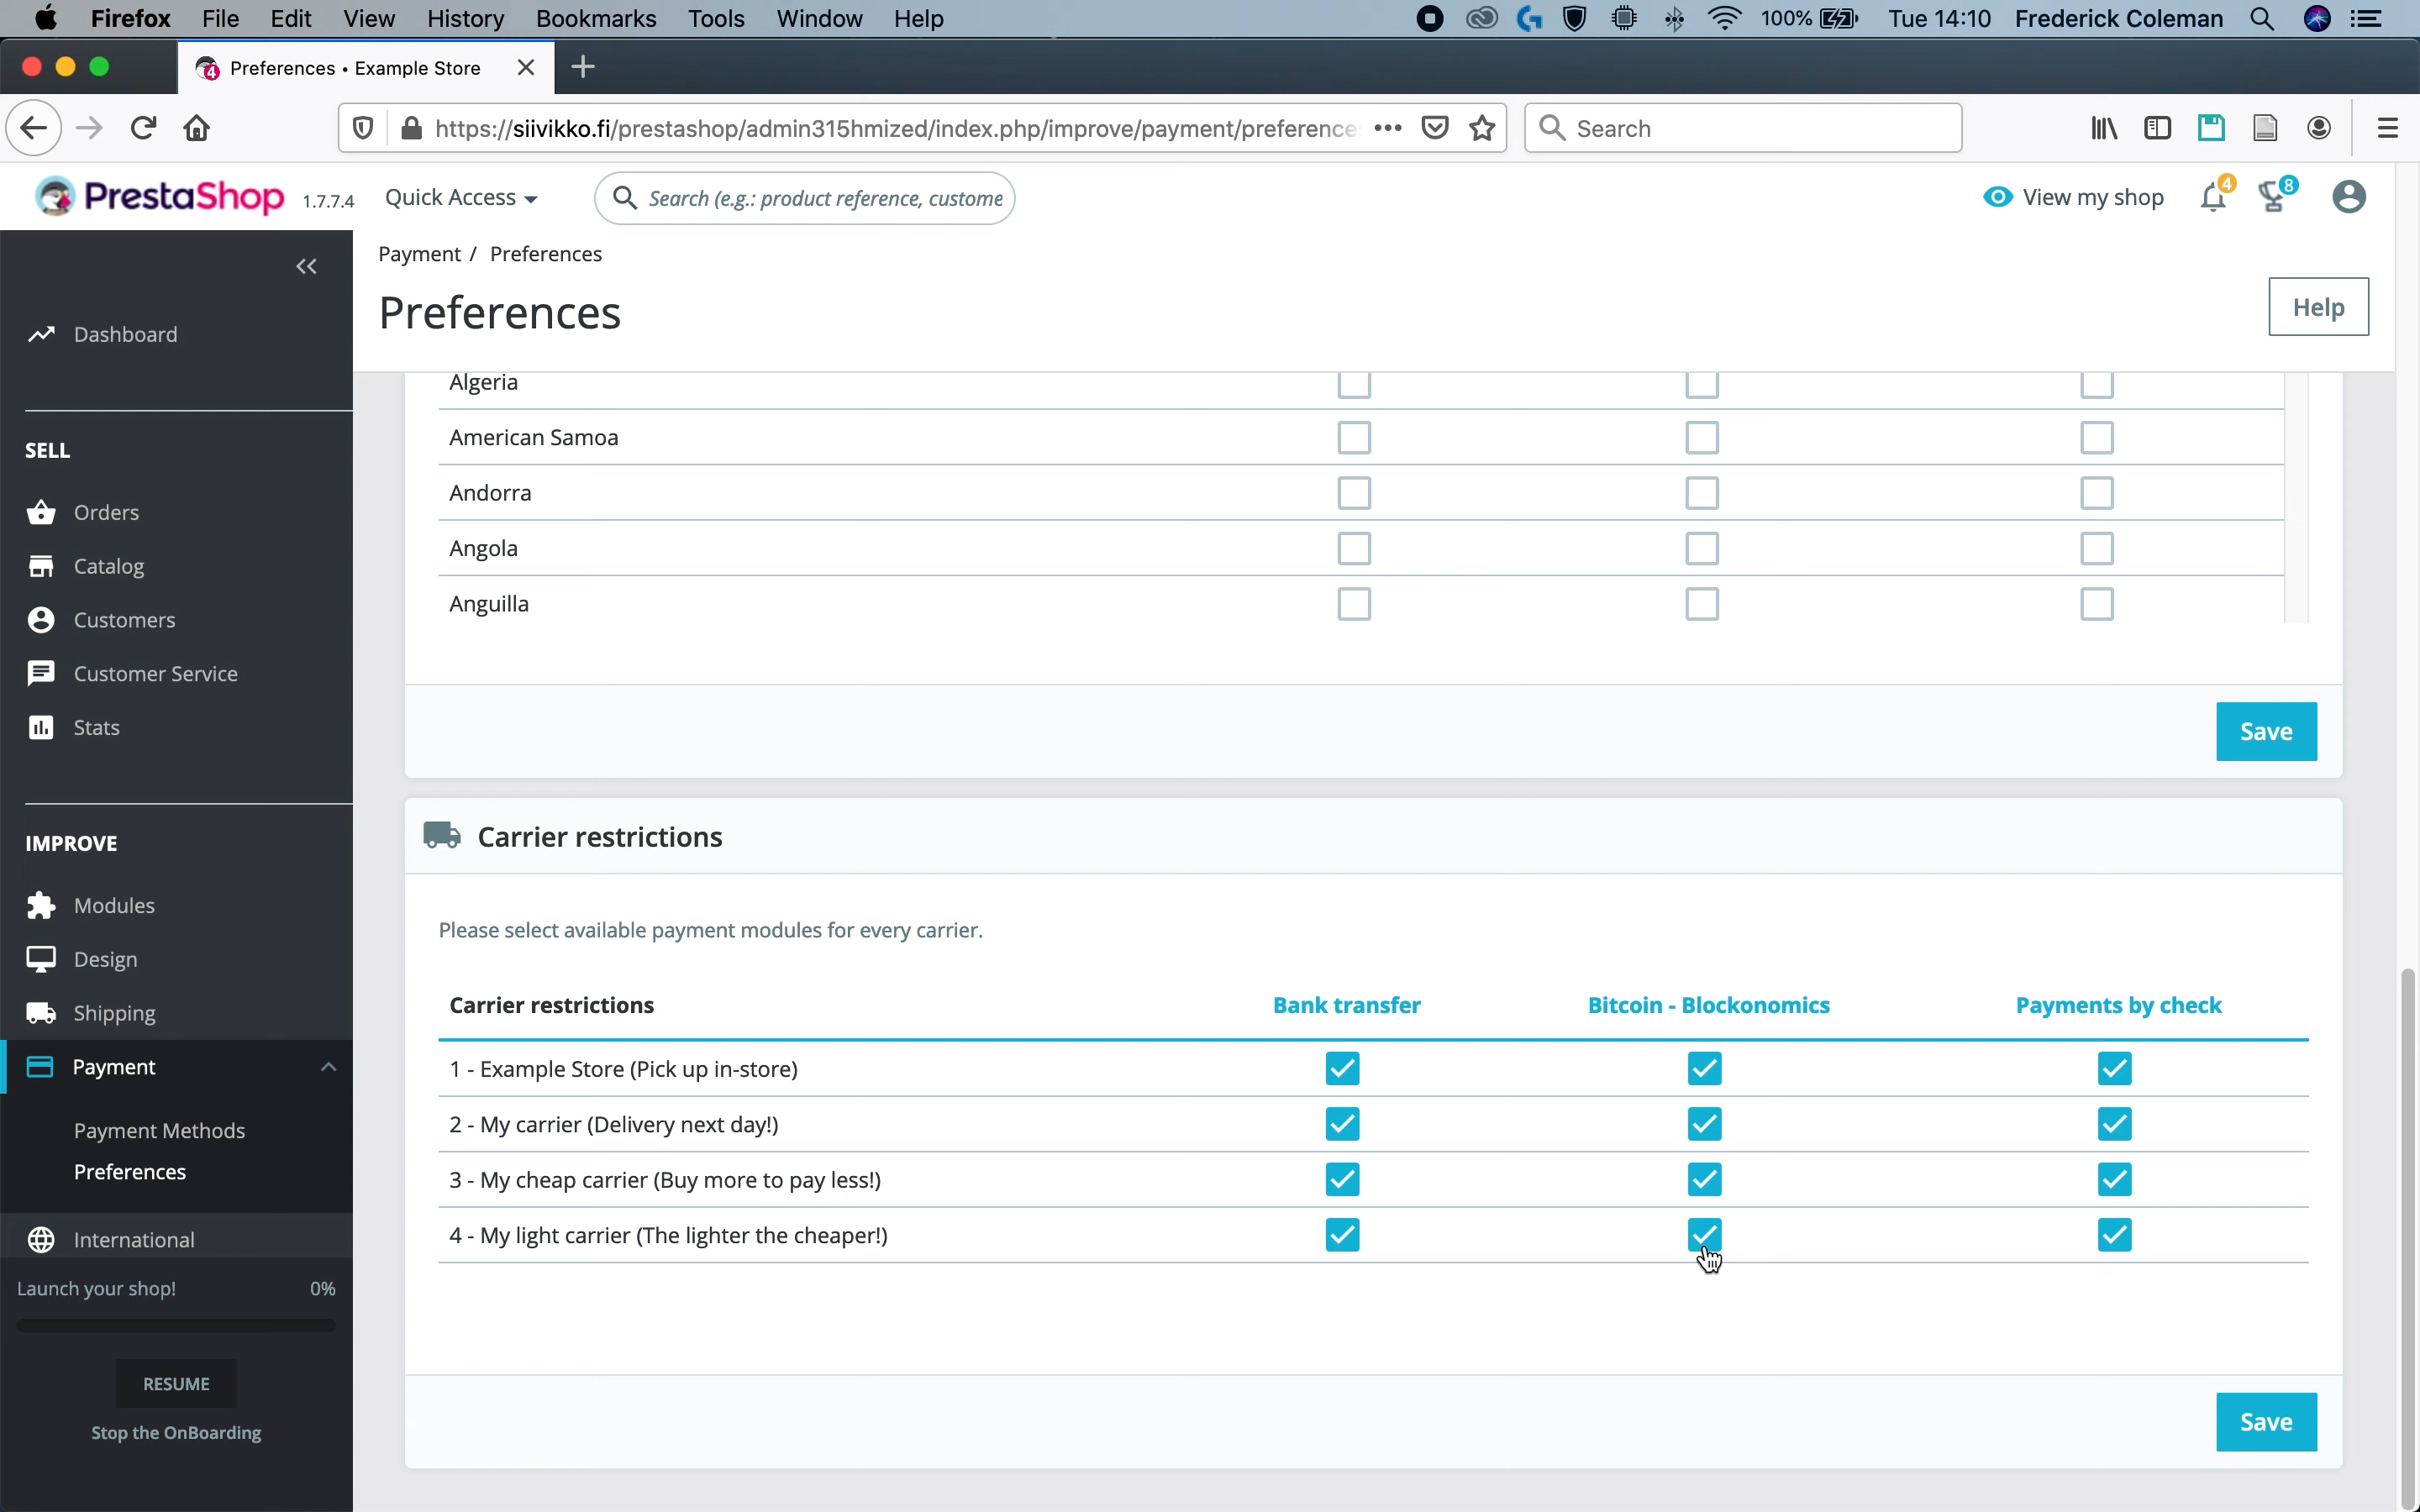 Firefox File Edit View History Bookmarks Tools Window Help 100% Tue 14:10 Frederick Coleman
Preferences • Example Store
https://siivikko.fi/prestashop/admin315hmized/index.php/improve/payment/preference
Search
PrestaShop 1.7.7.4 Quick Access Search (e.g.: product reference, custome View my shop 4 8
Payment / Preferences
Preferences
Help
Dashboard
SELL
Orders
Catalog
Customers
Customer Service
Stats
IMPROVE
Modules
Design
Shipping
Payment
Payment Methods
Preferences
International
Launch your shop! 0%
RESUME
Stop the OnBoarding
Algeria
American Samoa
Andorra
Angola
Anguilla
Save
Carrier restrictions
Please select available payment modules for every carrier.
Carrier restrictions Bank transfer Bitcoin - Blockonomics Payments by check
1 - Example Store (Pick up in-store)
2 - My carrier (Delivery next day!)
3 - My cheap carrier (Buy more to pay less!)
4 - My light carrier (The lighter the cheaper!)
Save